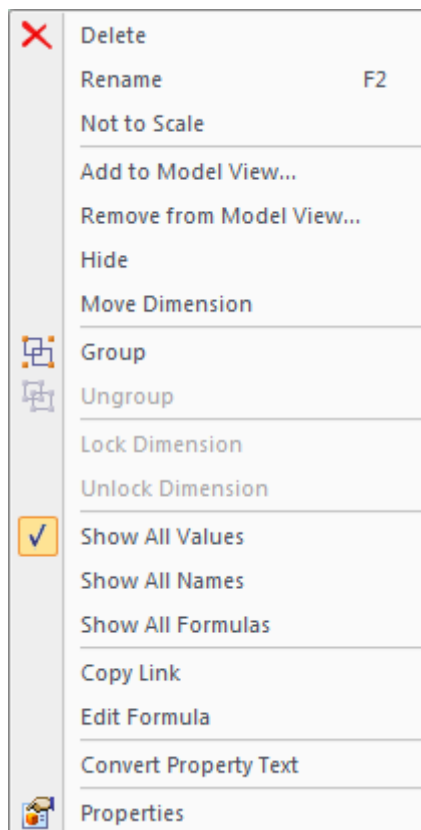 Delete
Rename F2
Not to Scale
Add to Model View...
Remove from Model View...
Hide
Move Dimension
Group
Ungroup
Lock Dimension
Unlock Dimension
Show All Values
Show All Names
Show All Formulas
Copy Link
Edit Formula
Convert Property Text
Properties